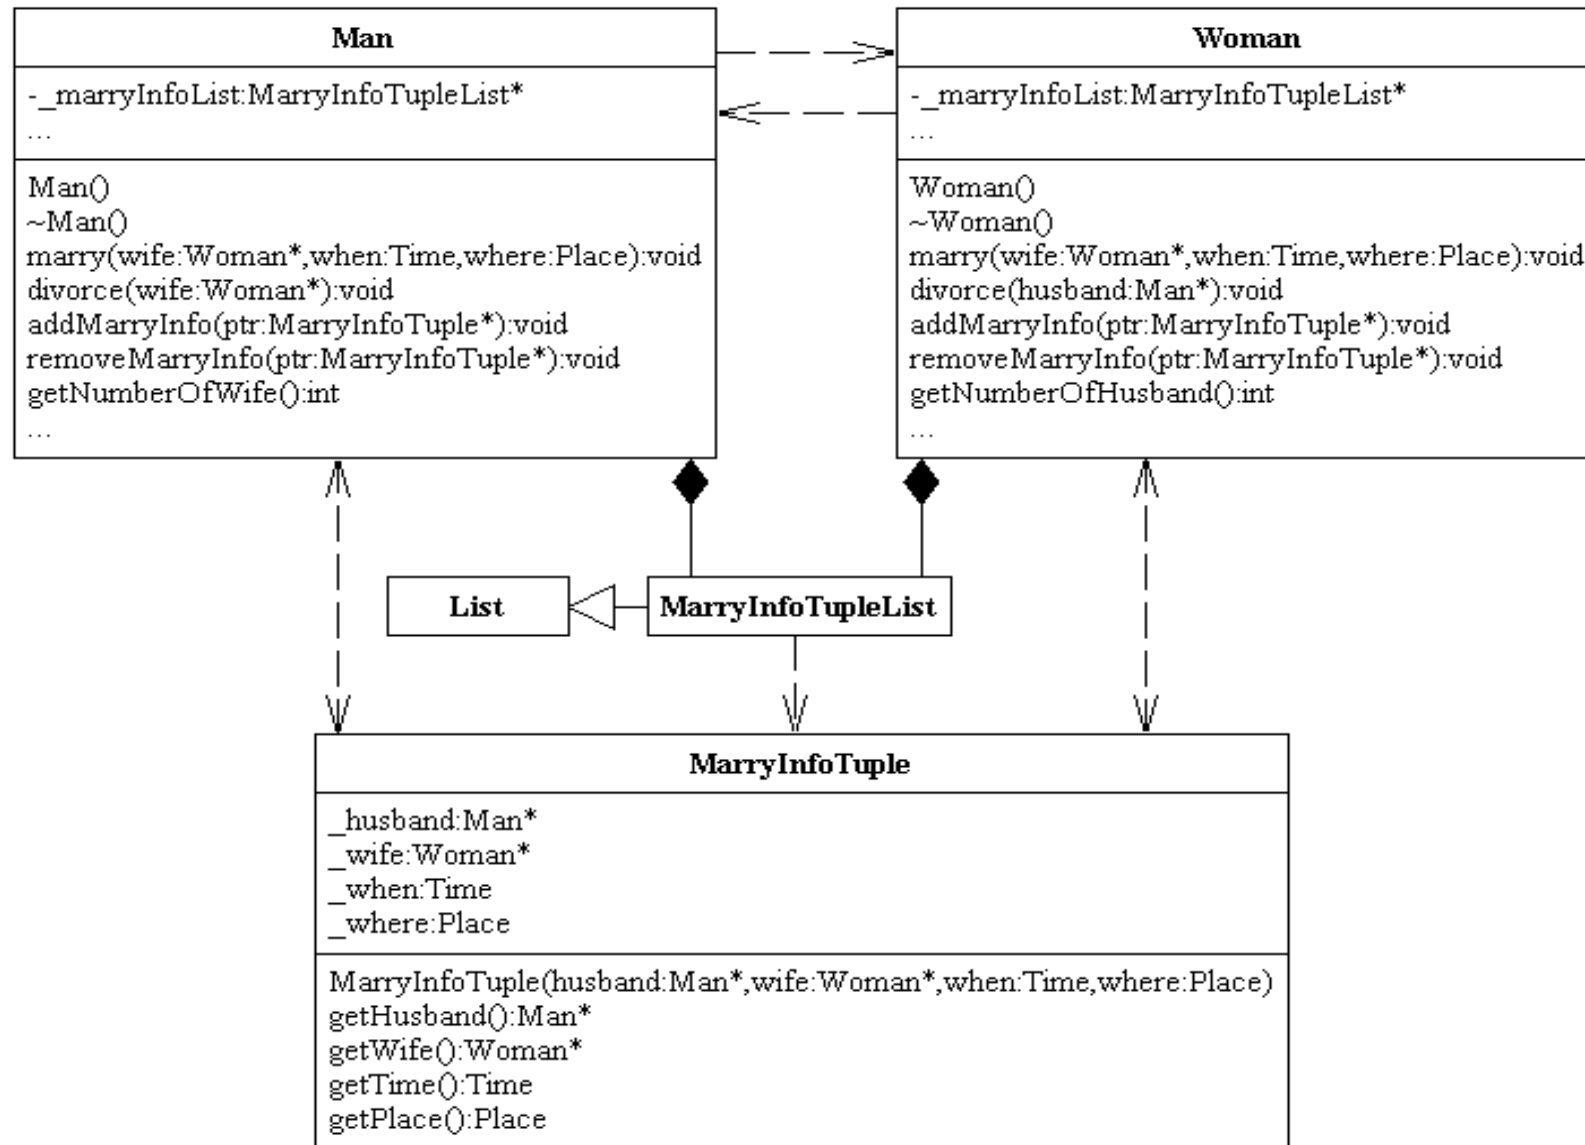 Man
-_marryInfoList:MarryInfoTupleList*
...
Man()
~Man()
marry(wife:Woman*,when:Time,where:Place):void
divorce(wife:Woman*):void
addMarryInfo(ptr:MarryInfoTuple*):void
removeMarryInfo(ptr:MarryInfoTuple*):void
getNumberOfWife():int
...
Woman
-_marryInfoList:MarryInfoTupleList*
...
Woman()
~Woman()
marry(wife:Woman*,when:Time,where:Place):void
divorce(husband:Man*):void
addMarryInfo(ptr:MarryInfoTuple*):void
removeMarryInfo(ptr:MarryInfoTuple*):void
getNumberOfHusband():int
...
List
MarryInfoTupleList
MarryInfoTuple
_husband:Man*
_wife:Woman*
_when:Time
_where:Place
MarryInfoTuple(husband:Man*,wife:Woman*,when:Time,where:Place)
getHusband():Man*
getWife():Woman*
getTime():Time
getPlace():Place